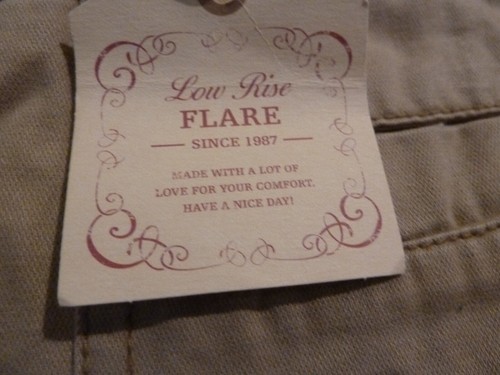 Low Rise
FLARE
SINCE 1987
MADE WITH A LOT OF
LOVE FOR YOUR COMFORT.
HAVE A NICE DAY!